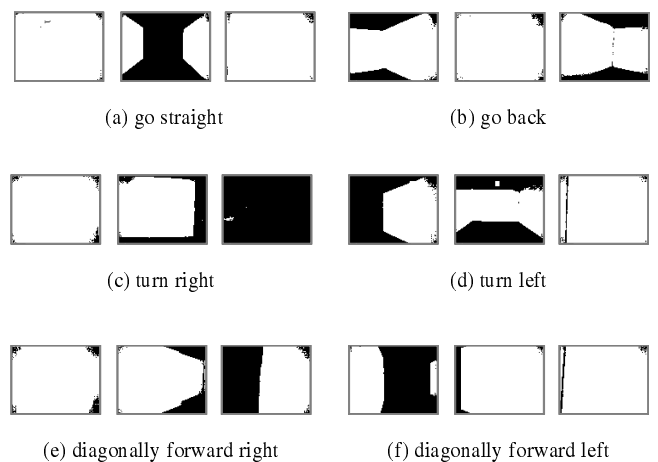 (a) go straight
(b) go back
(c) turn right
(d) turn left
(e) diagonally forward right
(f) diagonally forward left